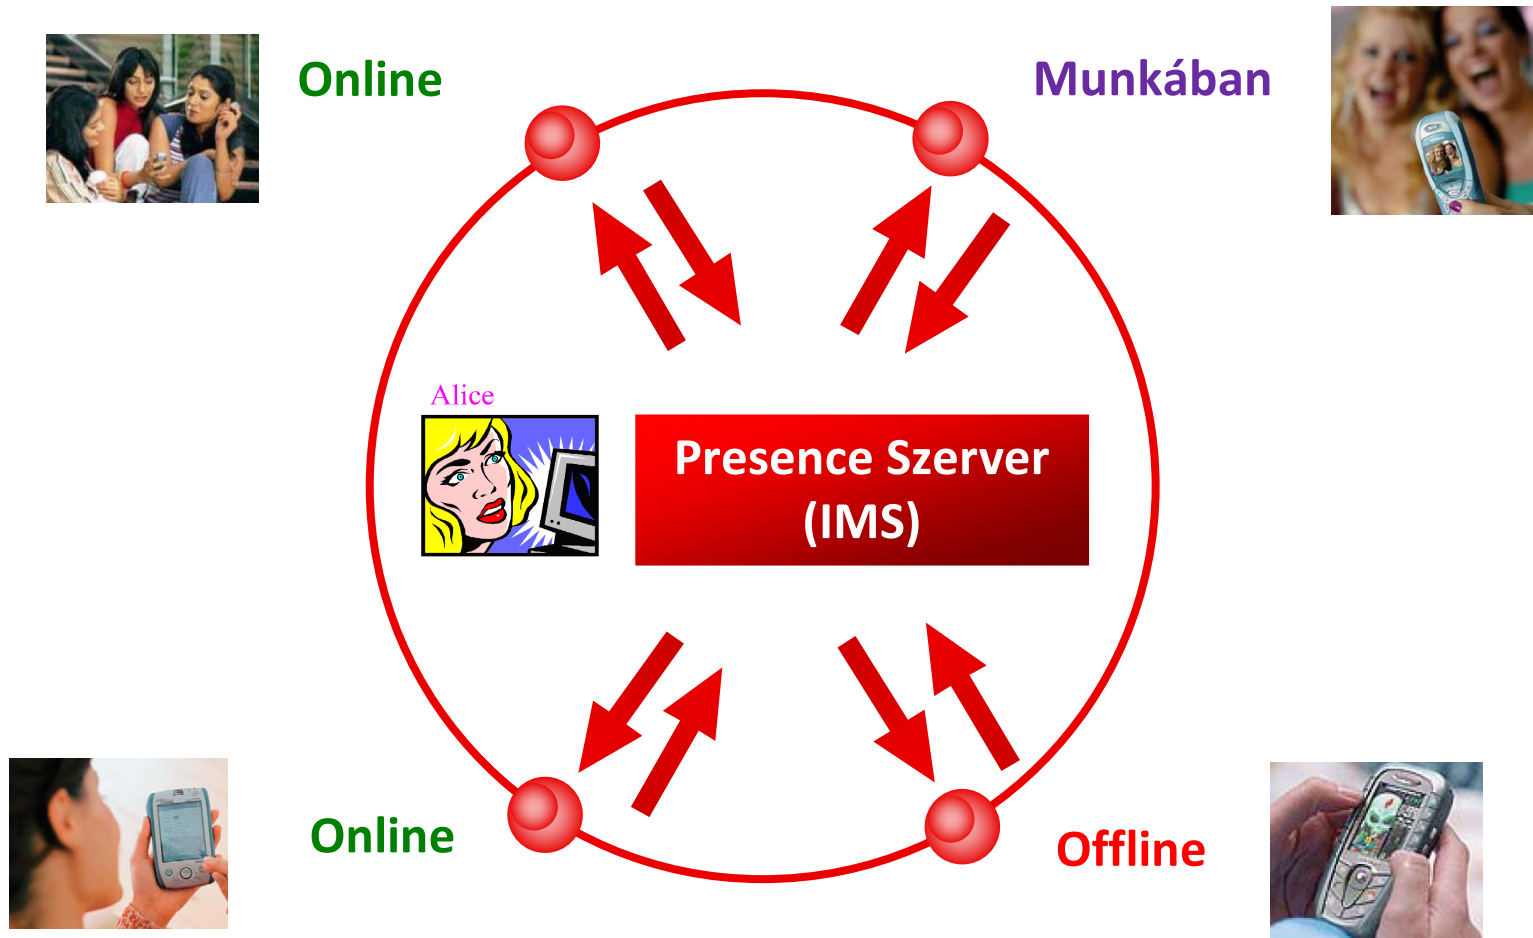 Online
Munkában
Alice
Presence Szerver
(IMS)
Online
Offline